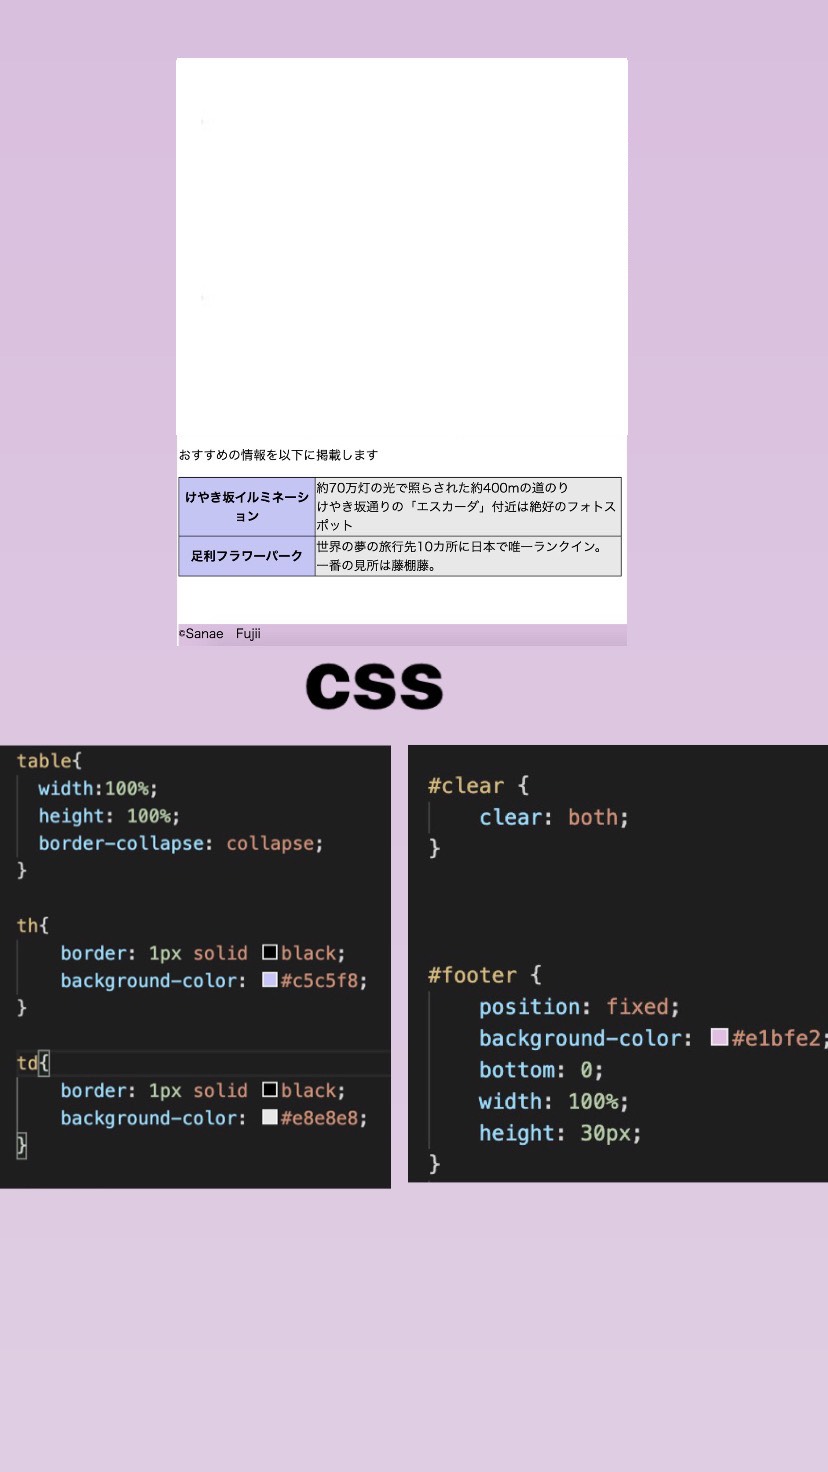 おすすめの情報を以下に掲載します
けやき坂イルミネーシ
ョン
約70万灯の光で照らされた約400mの道のり
けやき坂通りの「エスカーダ」付近は絶好のフォトス
ポット
足利フラワーパーク
世界の夢の旅行先10カ所に日本で唯一ランクイン。
一番の見所は藤棚藤。
©Sanae　Fujii
css
table{
width:100%;
height: 100%;
border-collapse: collapse;
}
th{
border: 1px solid black;
background-color: #c5c5f8;
}
td{
border: 1px solid black;
background-color: #e8e8e8;
}
#clear {
clear: both;
}
#footer {
position: fixed;
background-color: #e1bfe2;
bottom: 0;
width: 100%;
height: 30px;
}